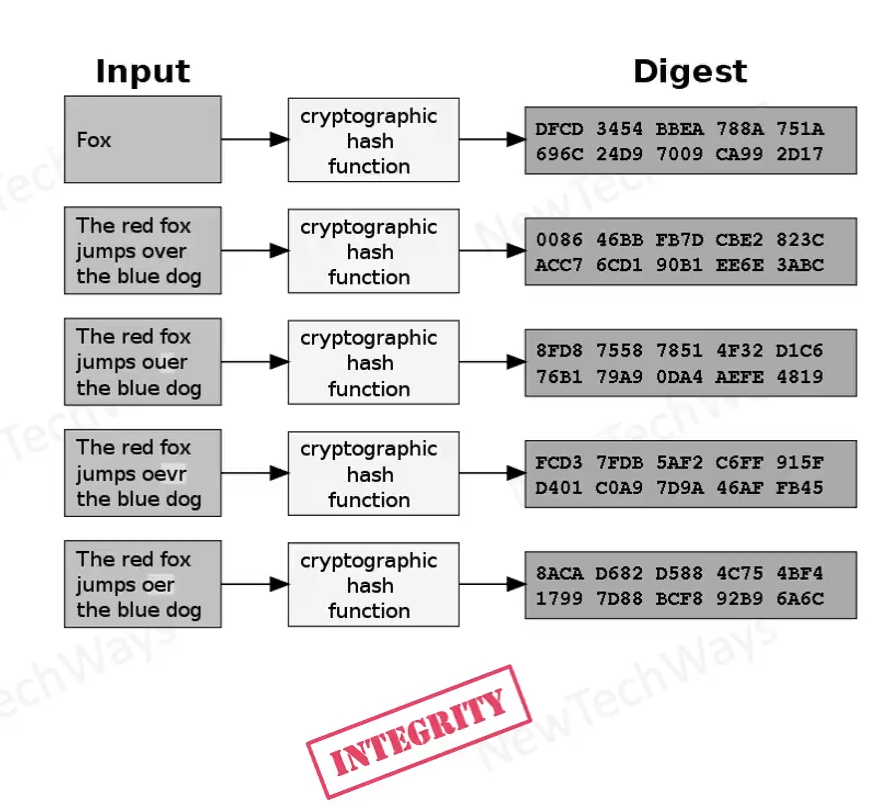 Input
Digest
Fox
cryptographic
hash
function
DFCD 3454 BBEA 788A 751A
696C 24D9 7009 CA99 2D17
The red fox
jumps over
the blue dog
cryptographic
hash
function
0086 46BB FB7D CBE2 823C
ACC7 6CD1 90B1 EE6E 3ABC
The red fox
jumps ouer
the blue dog
cryptographic
hash
function
8FD8 7558 7851 4F32 D1C6
76B1 79A9 0DA4 AEFE 4819
The red fox
jumps oevr
the blue dog
cryptographic
hash
function
FCD3 7FDB 5AF2 C6FF 915F
D401 C0A9 7D9A 46AF FB45
The red fox
jumps oer
the blue dog
cryptographic
hash
function
8ACA D682 D588 4C75 4BF4
1799 7D88 BCF8 92B9 6A6C
INTEGRITY
NewTechWays